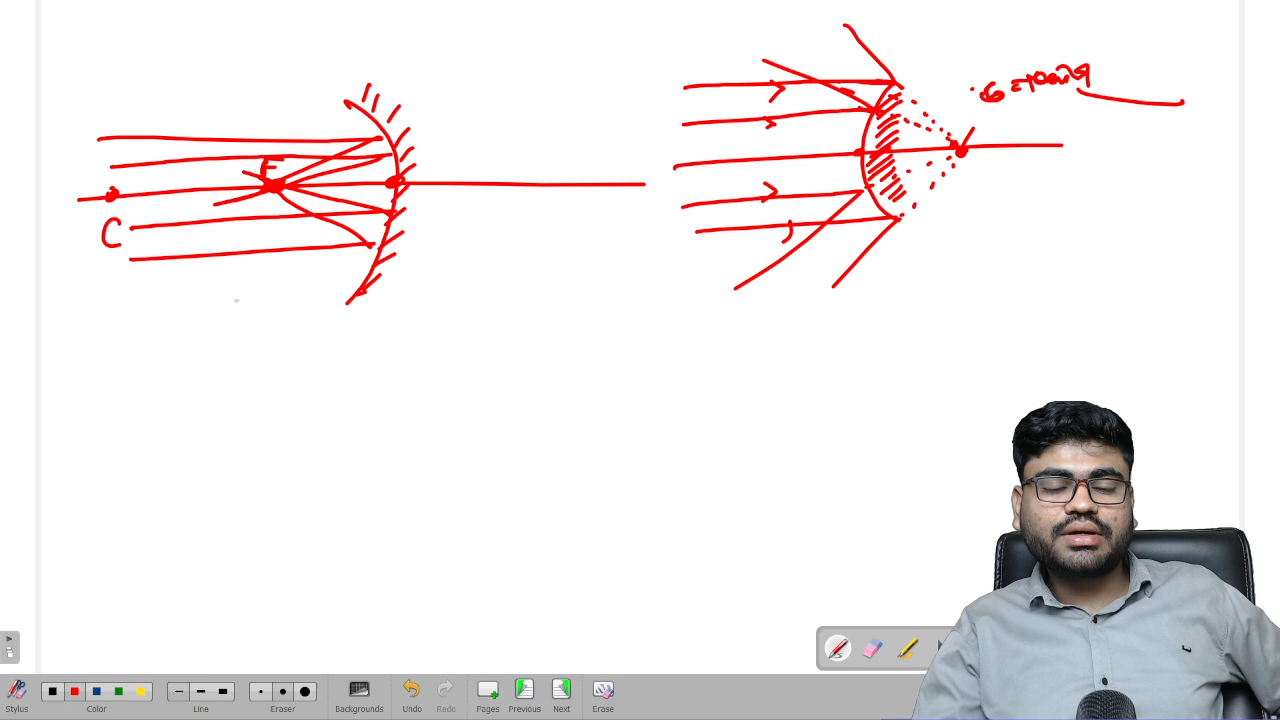 F
C
Stylus
Color
Line
Eraser
Backgrounds
Undo
Redo
Pages
Previous
Next
Erase